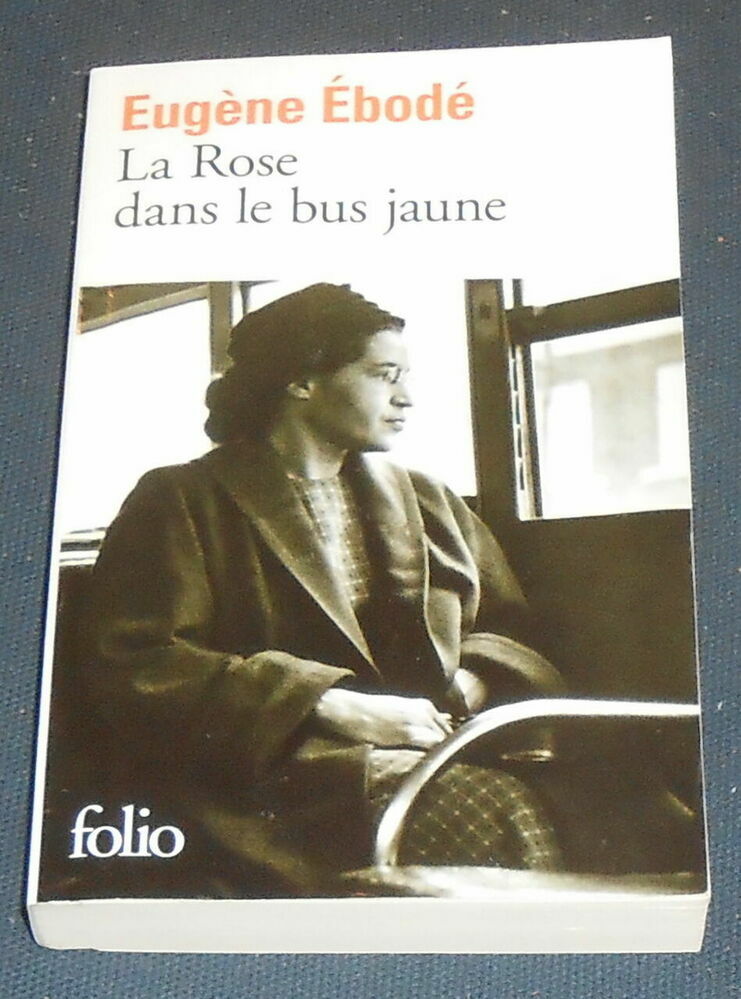 Eugène Ébodé
La Rose
dans le bus jaune
folio